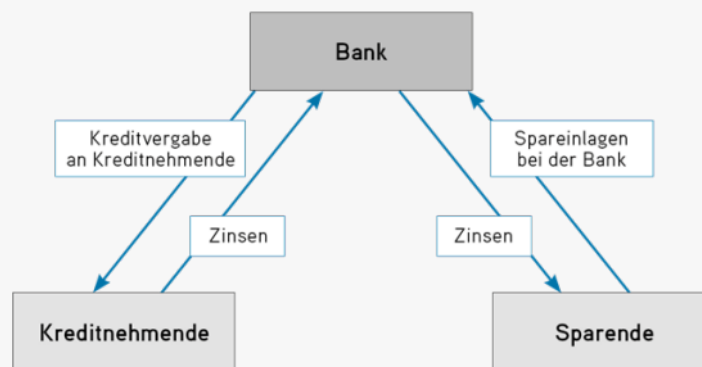 Bank
Kreditvergabe
an Kreditnehmende
Spareinlagen
bei der Bank
Zinsen
Zinsen
Kreditnehmende
Sparende